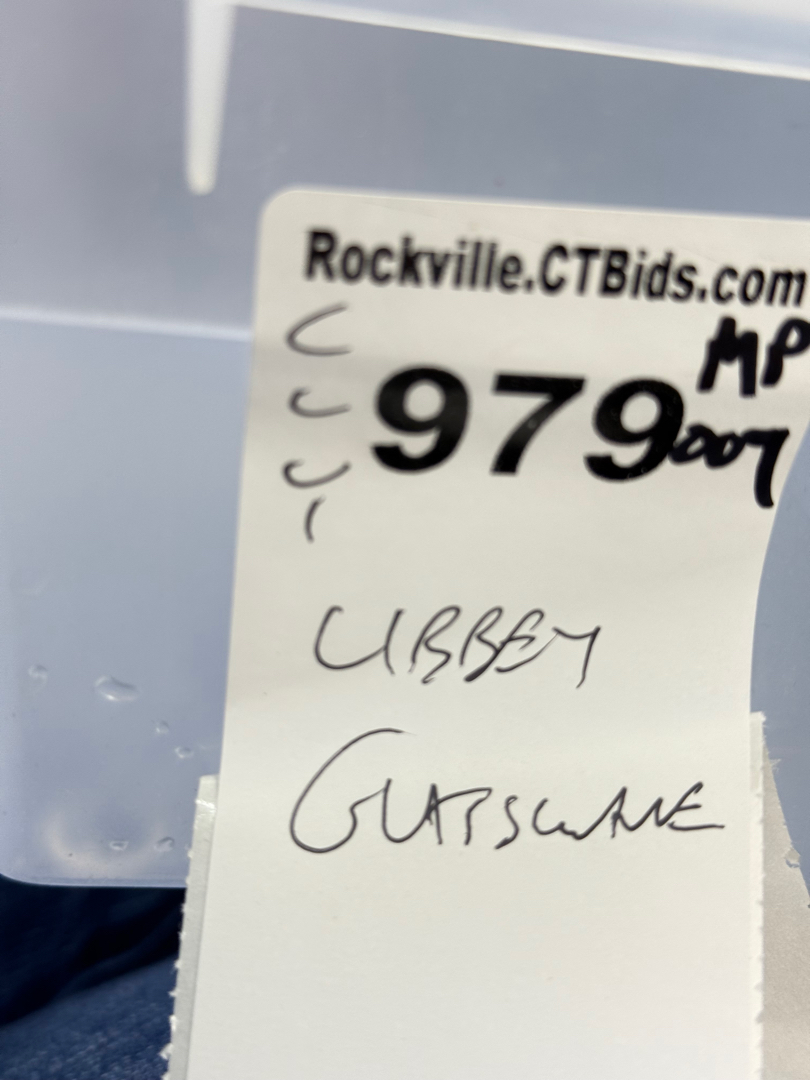 Rockville.CTBids.com
MP
979
007
LIBBEY
GLASSWARE